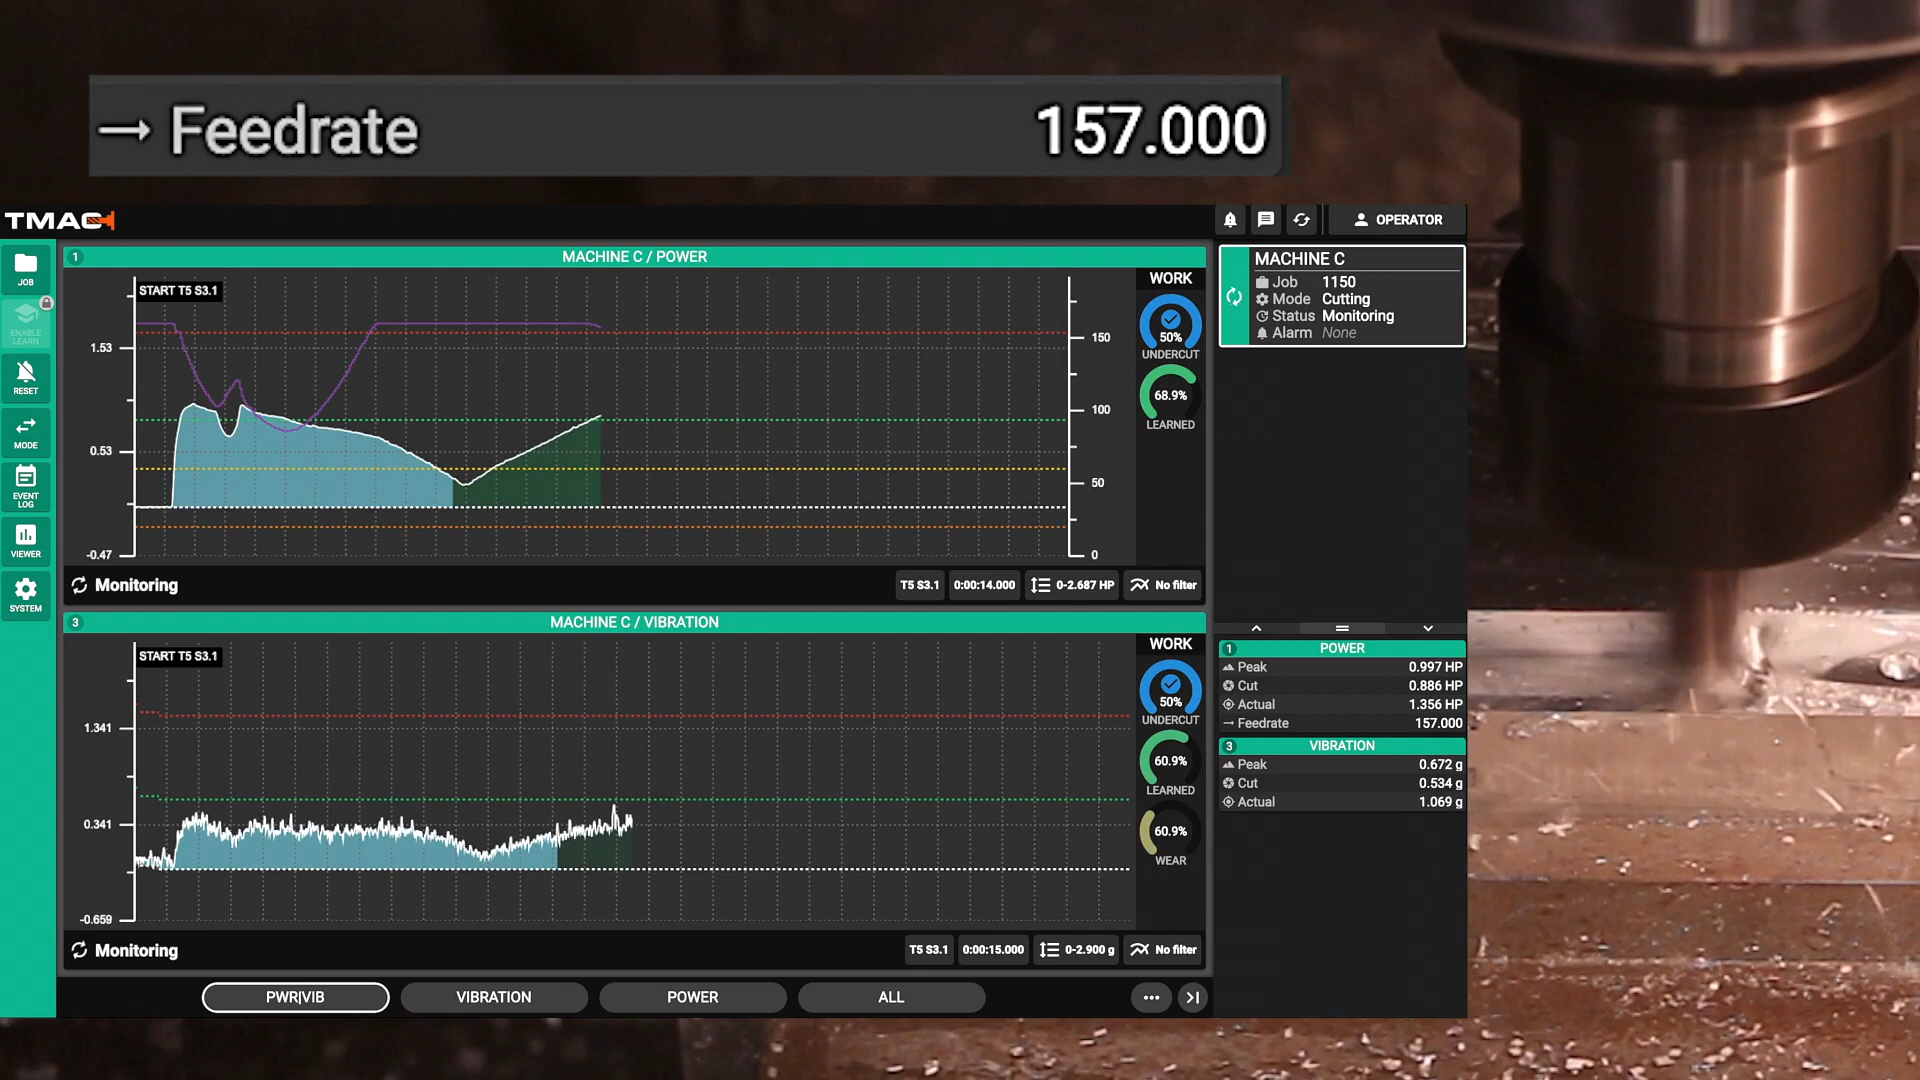 → Feedrate 157.000
TMAC
OPERATOR
JOB
ENABLE
LEARN
RESET
MODE
EVENT
LOG
VIEWER
SYSTEM
1 MACHINE C / POWER
START T5 S3.1
1.53
0.53
-0.47
150
100
50
0
WORK
50%
UNDERCUT
68.9%
LEARNED
Monitoring
T5 S3.1
0:00:14.000
0-2.687 HP
No filter
3 MACHINE C / VIBRATION
START T5 S3.1
1.341
0.341
-0.659
WORK
50%
UNDERCUT
60.9%
LEARNED
60.9%
WEAR
Monitoring
T5 S3.1
0:00:15.000
0-2.900 g
No filter
PWR|VIB
VIBRATION
POWER
ALL
MACHINE C
Job 1150
Mode Cutting
Status Monitoring
Alarm None
1 POWER
Peak 0.997 HP
Cut 0.886 HP
Actual 1.356 HP
→ Feedrate 157.000
3 VIBRATION
Peak 0.672 g
Cut 0.534 g
Actual 1.069 g